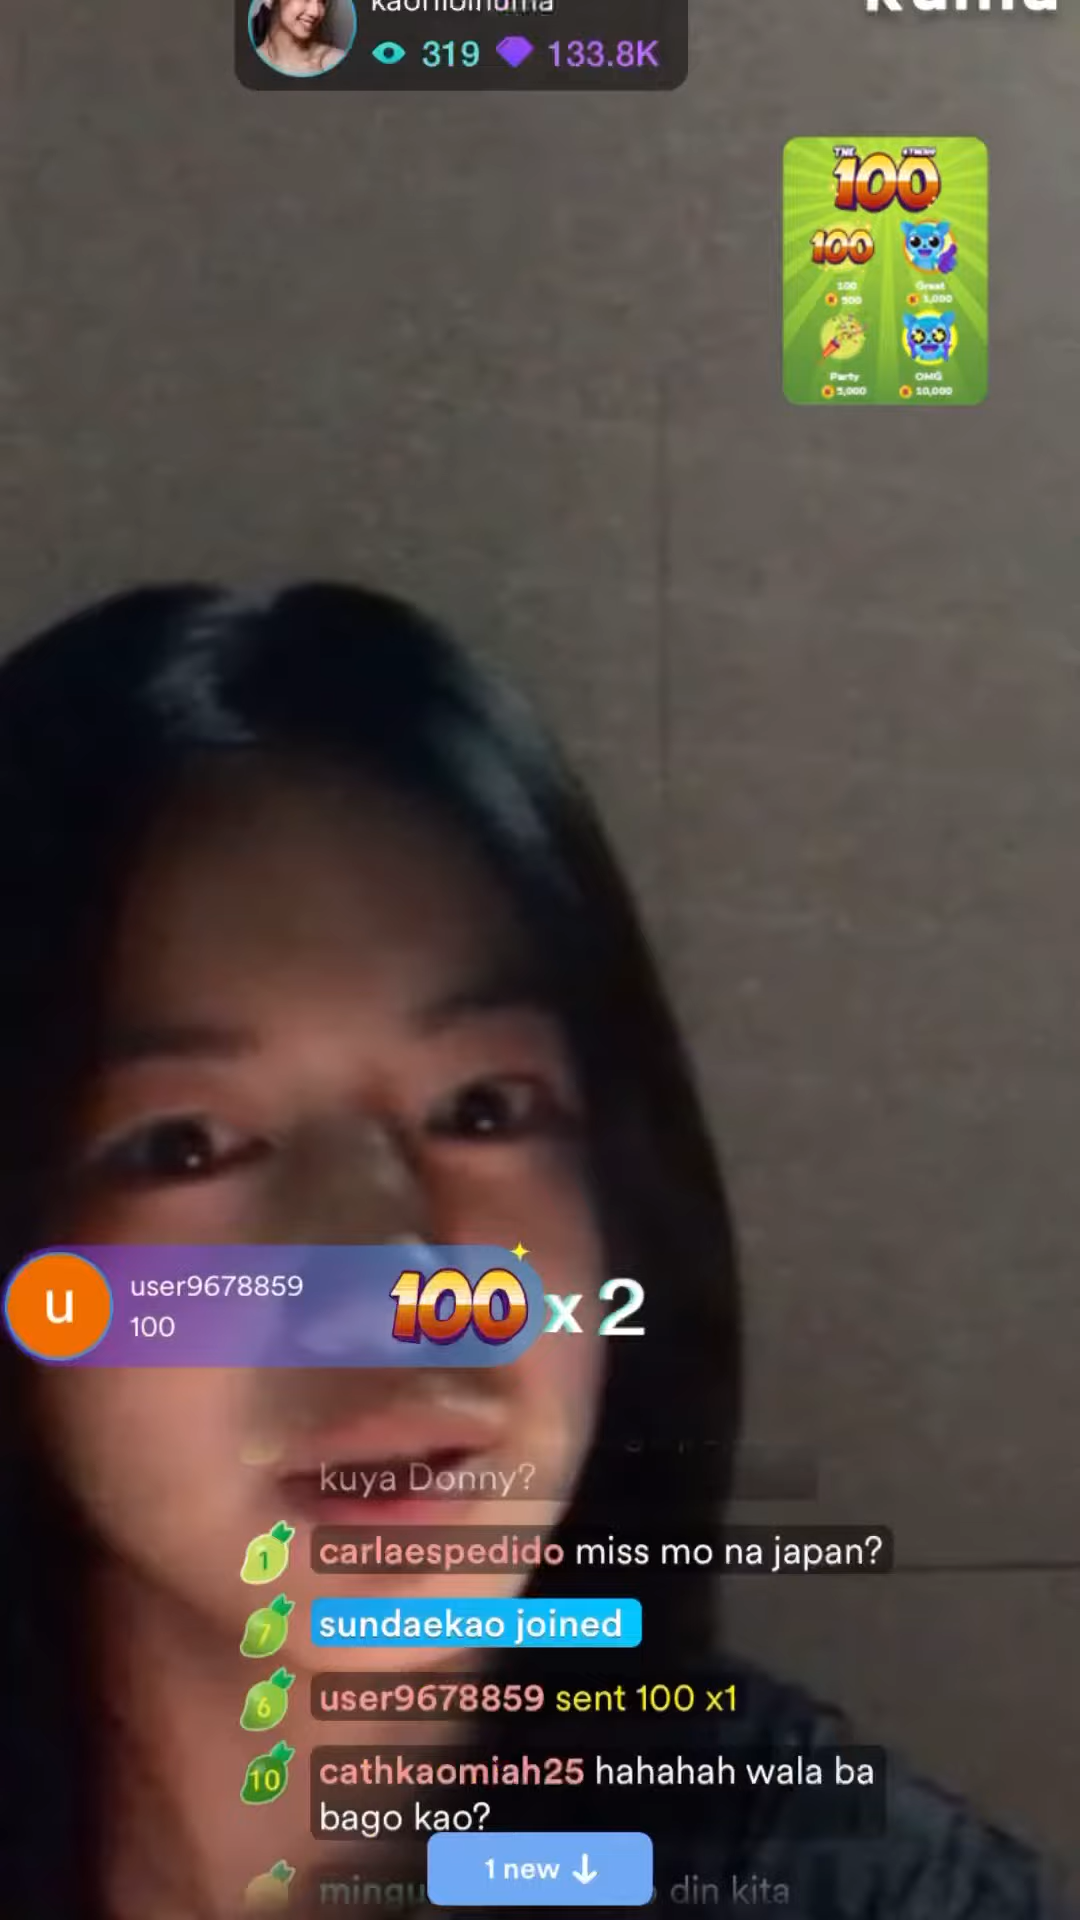 319 133.8K
THE
100
100
100
500
Great
1,000
Party
5,000
OMG
10,000
u
user9678859
100
100 x 2
kuya Donny?
1 carlaespedido miss mo na japan?
7 sundaekao joined
6 user9678859 sent 100 x1
10 cathkaomiah25 hahahah wala ba
bago kao?
1 new
din kita